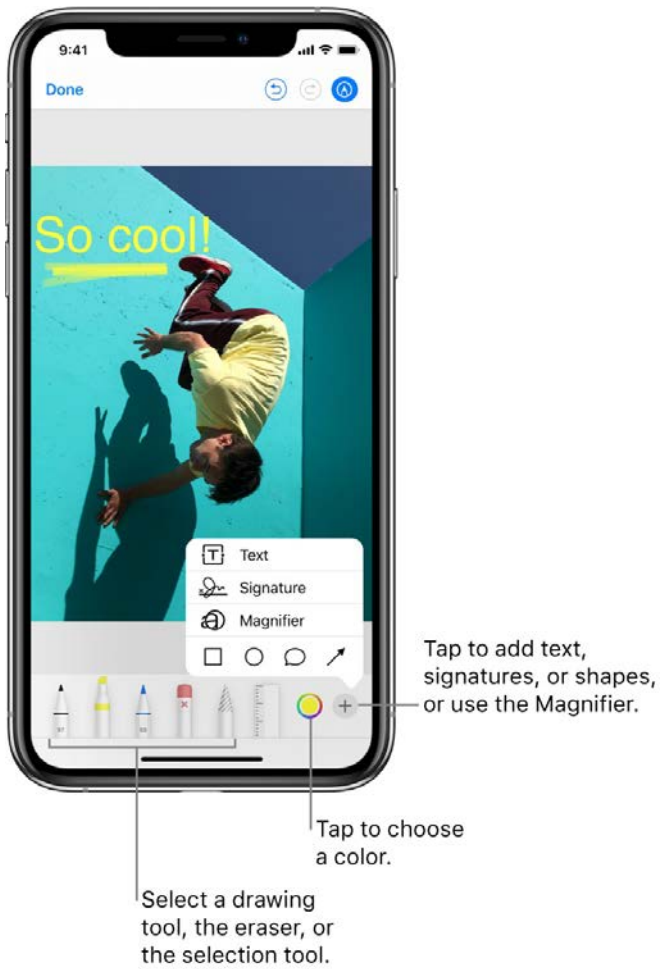 9:41
Done
So cool!
Text
Signature
Magnifier
Tap to add text,
signatures, or shapes,
or use the Magnifier.
Tap to choose
a color.
Select a drawing
tool, the eraser, or
the selection tool.